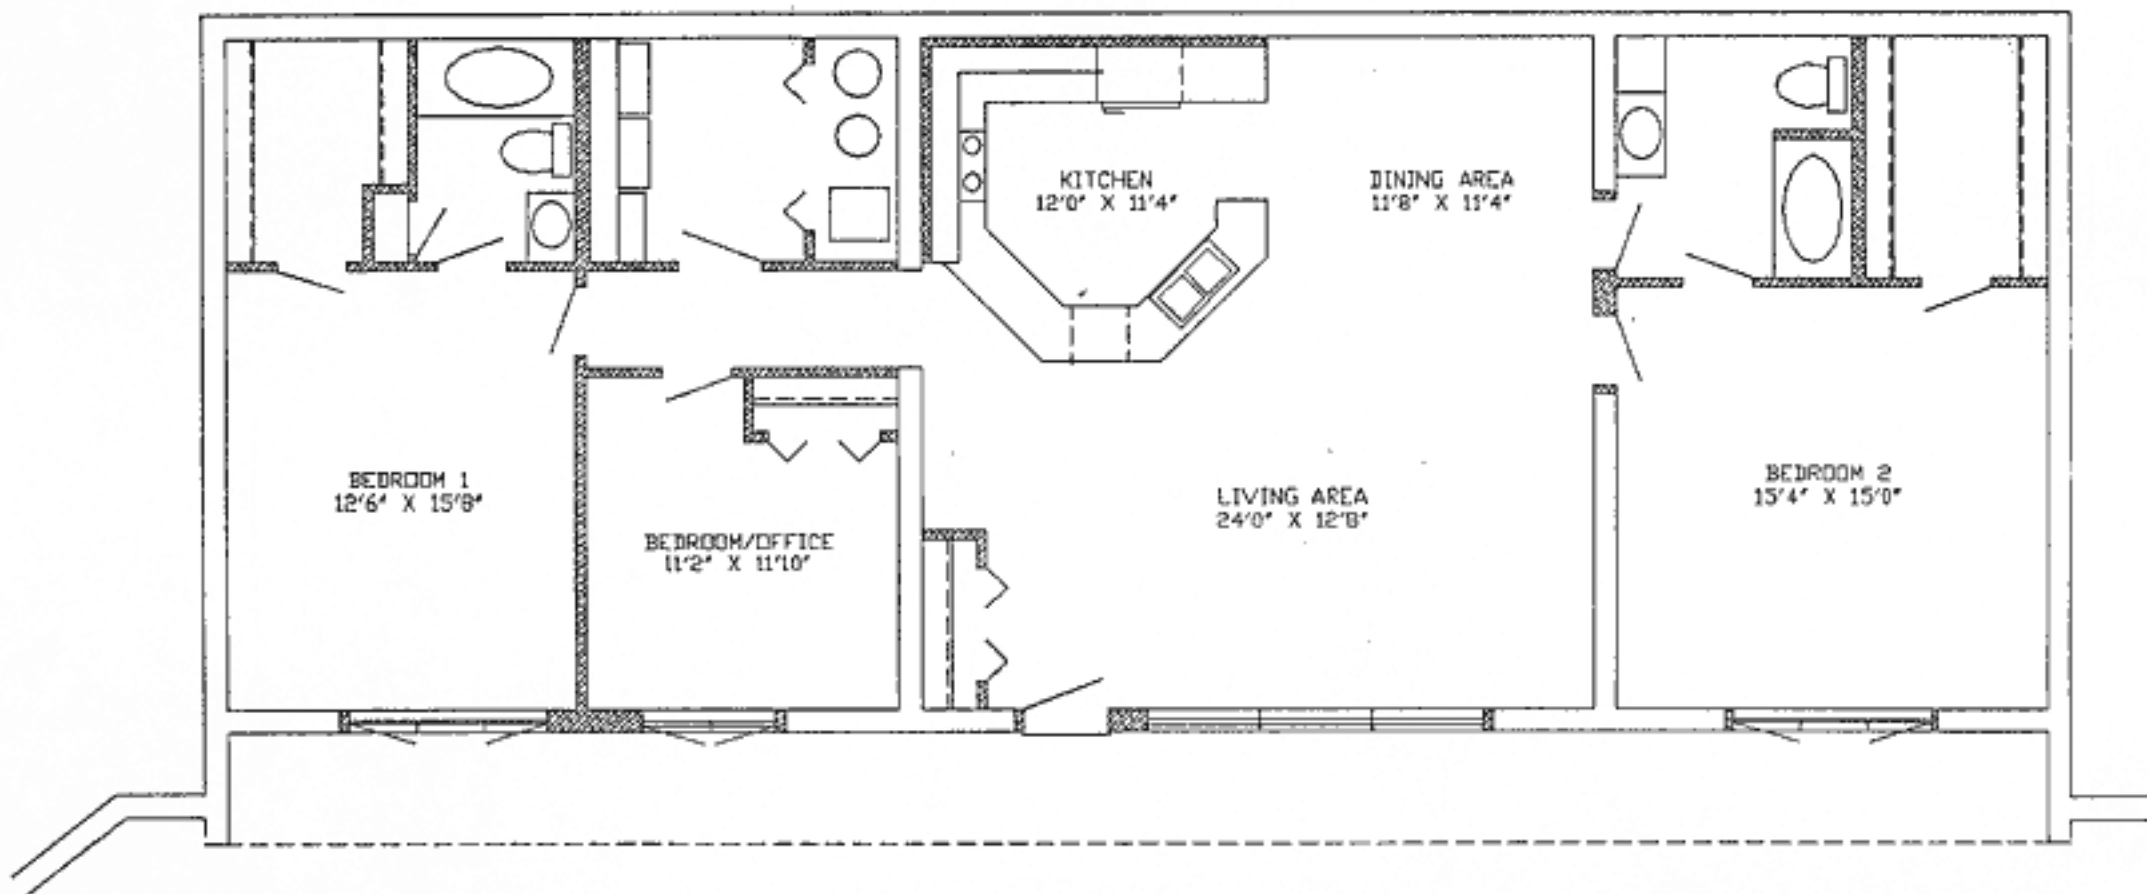 KITCHEN
12'0" X 11'4"
DINING AREA
11'8" X 11'4"
BEDROOM 1
12'6" X 15'8"
BEDROOM/OFFICE
11'2" X 11'10"
LIVING AREA
24'0" X 12'8"
BEDROOM 2
15'4" X 15'0"